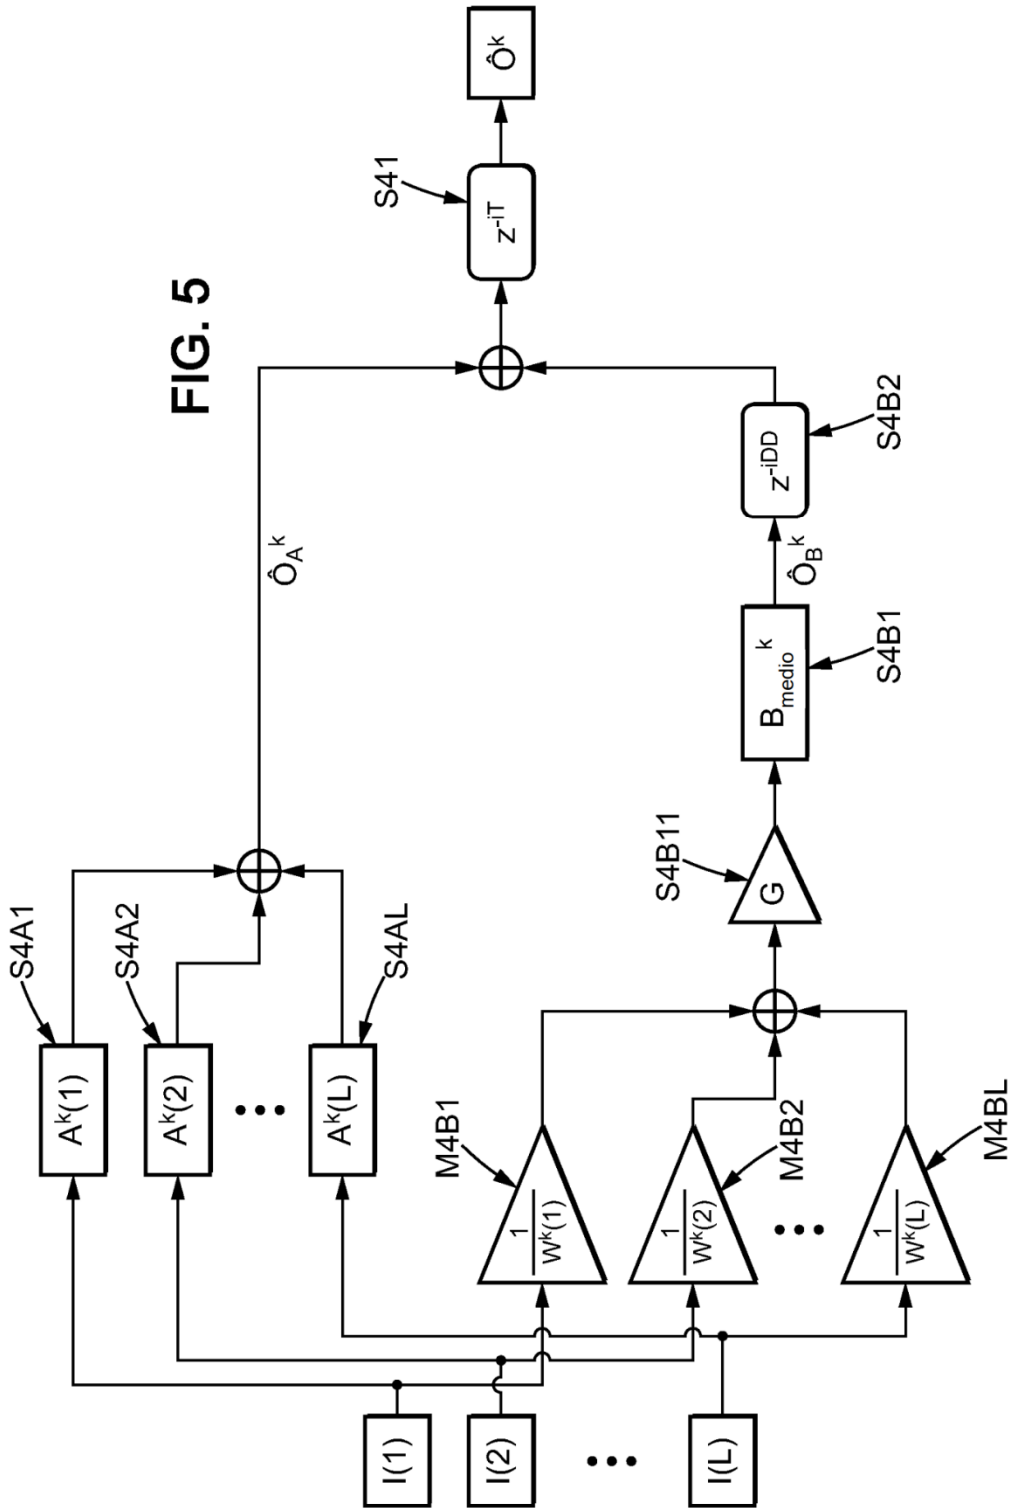 FIG. 5
I(1)
I(2)
•••
I(L)
S4A1
A^k(1)
S4A2
A^k(2)
•••
S4AL
A^k(L)
Ô_A^k
M4B1
1
W^k(1)
M4B2
1
W^k(2)
•••
MBL
1
W^k(L)
S4B11
G
S4B1
B_medio^k
Ô_B^k
S4B2
z^-iDD
S41
z^-iT
Ô^k